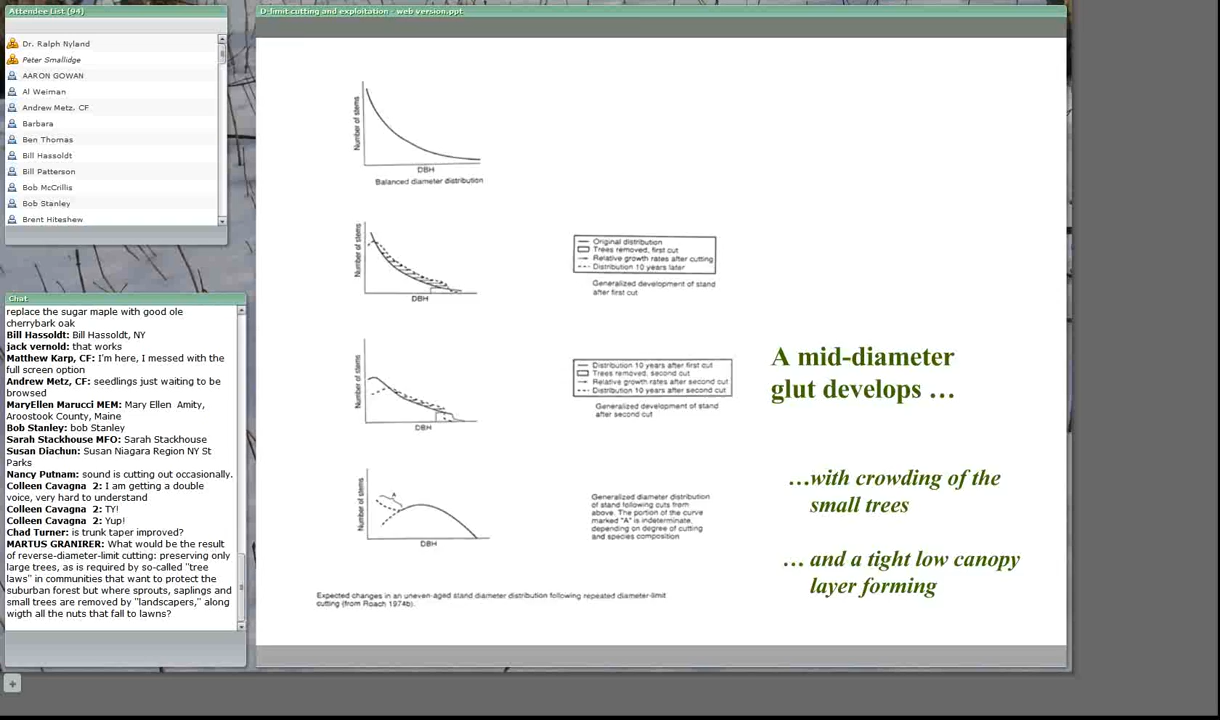 Attendee List (94)
Dr. Ralph Nyland
Peter Smallidge
AARON GOWAN
Al Weiman
Andrew Metz, CF
Barbara
Ben Thomas
Bill Hassoldt
Bill Patterson
Bob McCrillis
Bob Stanley
Brent Hiteshew
Chat
replace the sugar maple with good ole
cherrybark oak
Bill Hassoldt: Bill Hassoldt, NY
jack vernold: that works
Matthew Karp, CF: I'm here, I messed with the
full screen option
Andrew Metz, CF: seedlings just waiting to be
browsed
MaryEllen Marucci MEM: Mary Ellen Amity,
Aroostook County, Maine
Bob Stanley: bob Stanley
Sarah Stackhouse MFO: Sarah Stackhouse
Susan Diachun: Susan Niagara Region NY St
Parks
Nancy Putnam: sound is cutting out occasionally.
Colleen Cavagna 2: I am getting a double
voice, very hard to understand
Colleen Cavagna 2: TY!
Colleen Cavagna 2: Yup!
Chad Turner: is trunk taper improved?
MARTUS GRANIRER: What would be the result
of reverse-diameter-limit cutting: preserving only
large trees, as is required by so-called "tree
laws" in communities that want to protect the
suburban forest but where sprouts, saplings and
small trees are removed by "landscapers," along
wigth all the nuts that fall to lawns?
D-limit cutting and exploitation - web version.ppt
Number of stems
DBH
Balanced diameter distribution
Number of stems
DBH
Original distribution
Trees removed, first cut
Relative growth rates after cutting
Distribution 10 years later
Generalized development of stand
after first cut
Number of stems
DBH
Distribution 10 years after first cut
Trees removed, second cut
Relative growth rates after second cut
Distribution 10 years after second cut
Generalized development of stand
after second cut
Number of stems
A
DBH
Generalized diameter distribution
of stand following cuts from
above. The portion of the curve
marked "A" is indeterminate,
depending on degree of cutting
and species composition
Expected changes in an uneven-aged stand diameter distribution following repeated diameter-limit
cutting (from Roach 1974b).
A mid-diameter
glut develops …
…with crowding of the
small trees
… and a tight low canopy
layer forming